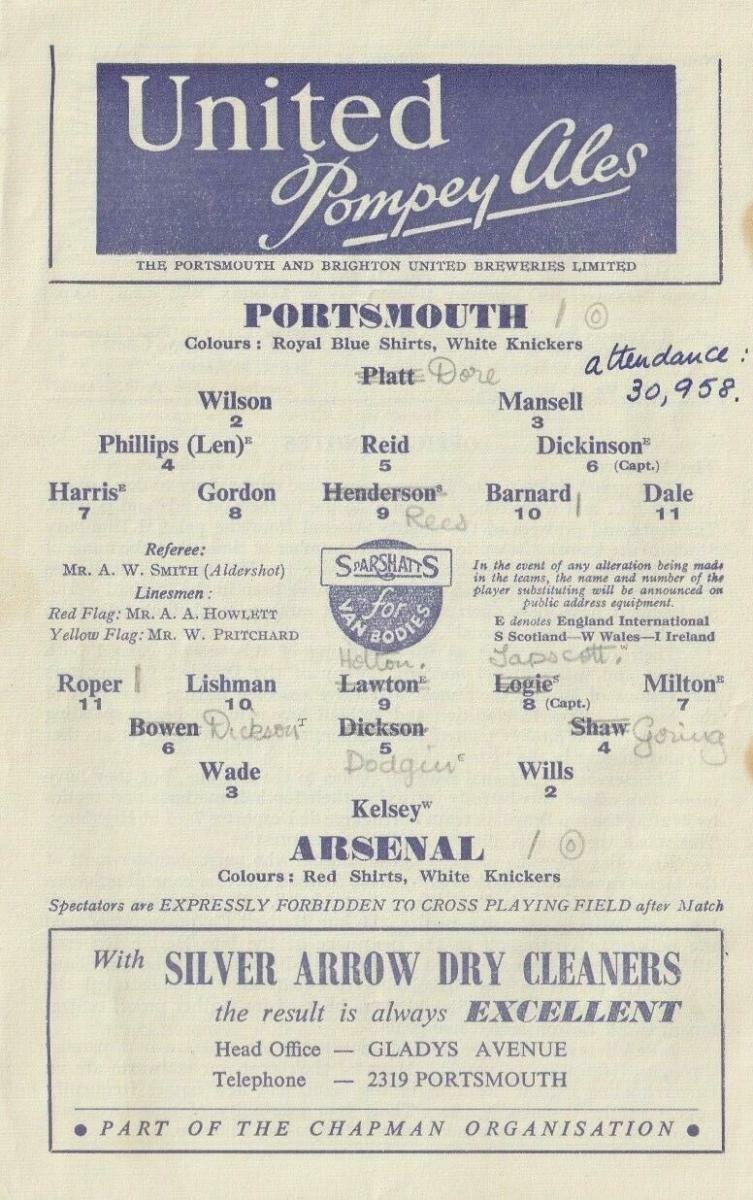 United
Pompey Ales
THE PORTSMOUTH AND BRIGHTON UNITED BREWERIES LIMITED
PORTSMOUTH 1 0
Colours : Royal Blue Shirts, White Knickers
attendance :
30,958.
Platt Dore
Wilson Mansell
2 3
Phillips (Len)E Reid DickinsonE
4 5 6 (Capt.)
HarrisE Gordon HendersonS Barnard 1 Dale
7 8 9 10 11
Rees
Referee:
MR. A. W. SMITH (Aldershot)
Linesmen :
Red Flag: MR. A. A. HOWLETT
Yellow Flag: MR. W. PRITCHARD
SPARSHATTS
for
VAN BODIES
In the event of any alteration being made
in the teams, the name and number of the
player substituting will be announced on
public address equipment.
E denotes England International
S Scotland—W Wales—I Ireland
Holton. Tapscott.W
Roper 1 Lishman LawtonE LogieS MiltonE
11 10 9 8 (Capt.) 7
Bowen Dickson I Dickson Shaw Goring
6 5 4
Wade Dodgin E Wills
3 2
KelseyW
ARSENAL 1 0
Colours: Red Shirts, White Knickers
Spectators are EXPRESSLY FORBIDDEN TO CROSS PLAYING FIELD after Match
With SILVER ARROW DRY CLEANERS
the result is always EXCELLENT
Head Office — GLADYS AVENUE
Telephone — 2319 PORTSMOUTH
● PART OF THE CHAPMAN ORGANISATION ●